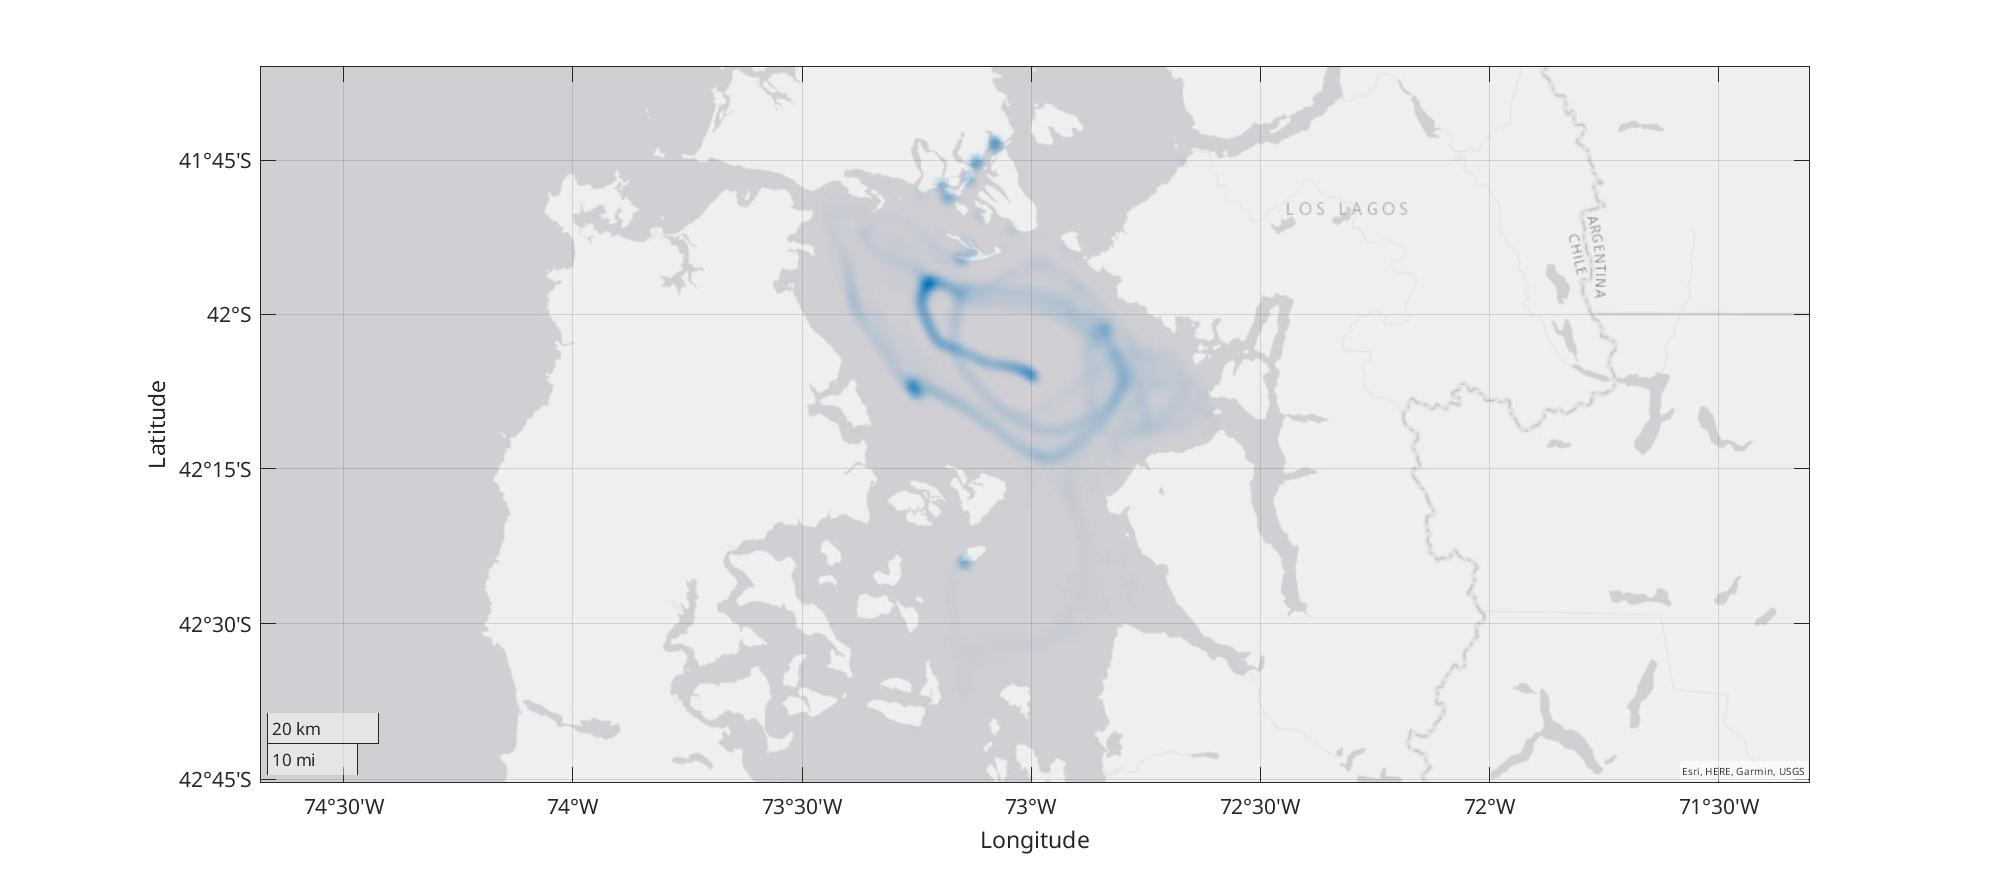 41°45'S
42°S
42°15'S
42°30'S
42°45'S
Latitude
LOS LAGOS
ARGENTINA
CHILE
20 km
10 mi
Esri, HERE, Garmin, USGS
74°30'W
74°W
73°30'W
73°W
72°30'W
72°W
71°30'W
Longitude